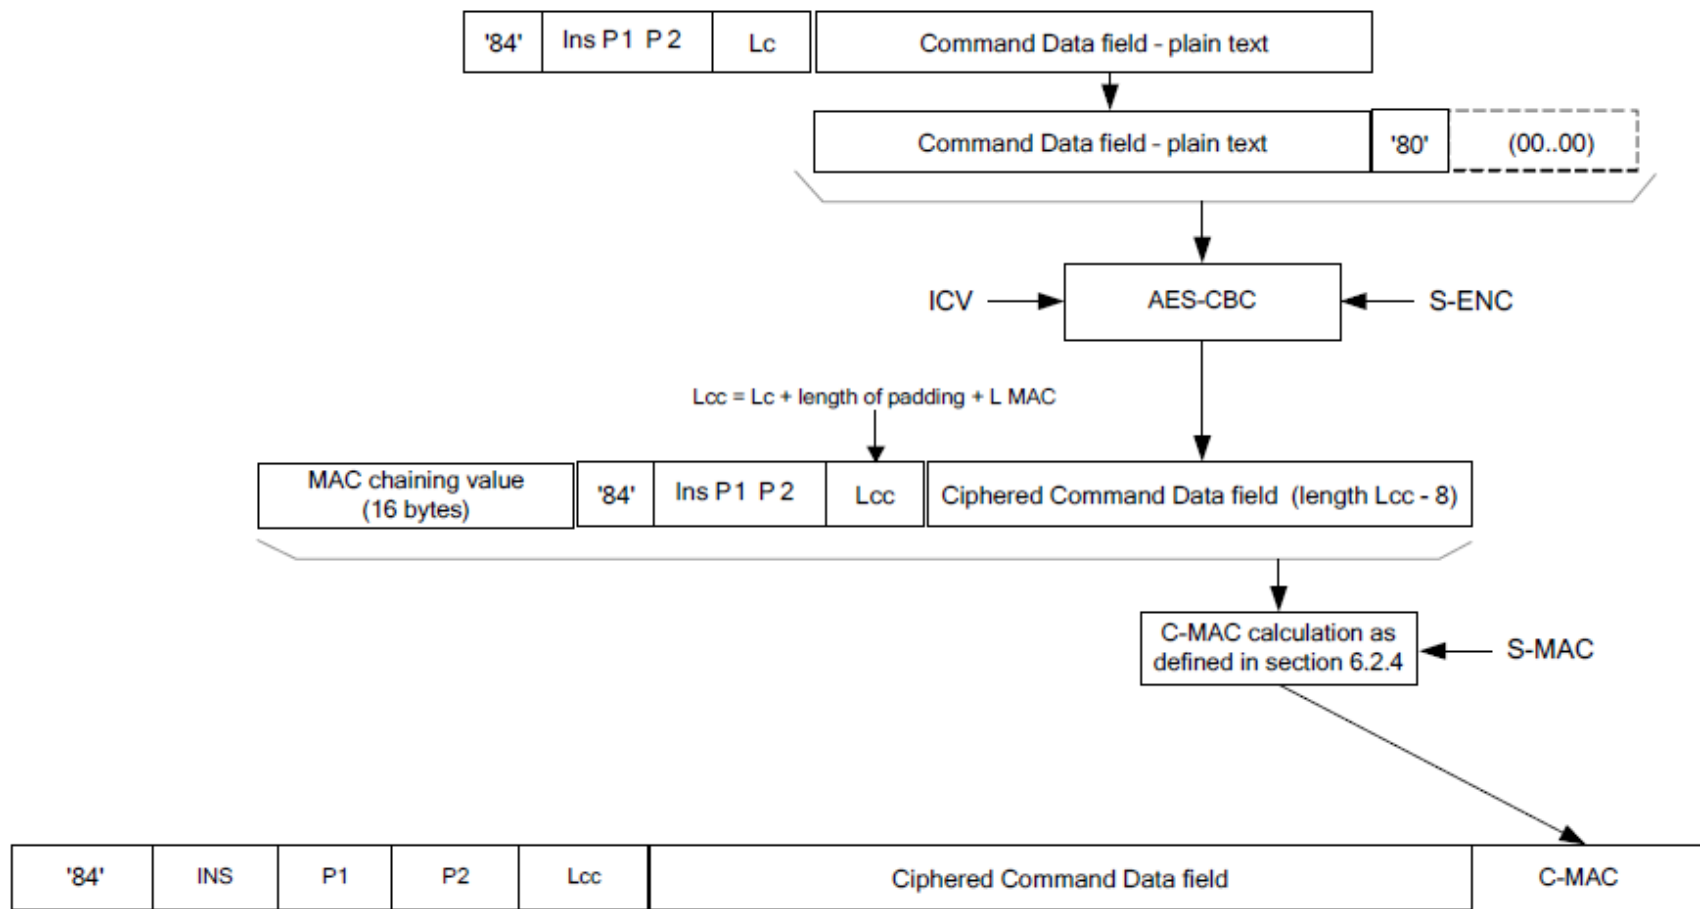 '84' Ins P1 P2 Lc Command Data field - plain text
Command Data field - plain text '80' (00..00)
ICV AES-CBC S-ENC
Lcc = Lc + length of padding + L MAC
MAC chaining value
(16 bytes)
'84' Ins P1 P2 Lcc Ciphered Command Data field (length Lcc - 8)
C-MAC calculation as
defined in section 6.2.4
S-MAC
'84' INS P1 P2 Lcc Ciphered Command Data field C-MAC